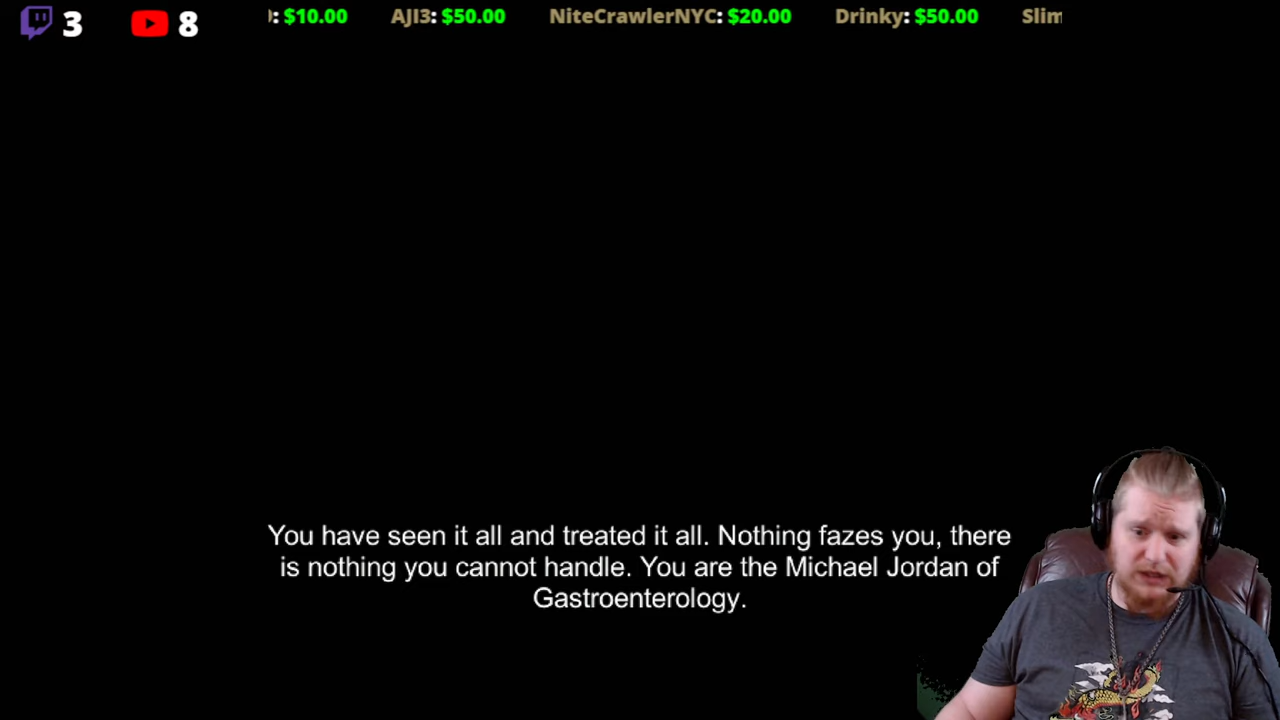 3 8 : $10.00 AJI3: $50.00 NiteCrawlerNYC: $20.00 Drinky: $50.00 Slim
You have seen it all and treated it all. Nothing fazes you, there
is nothing you cannot handle. You are the Michael Jordan of
Gastroenterology.